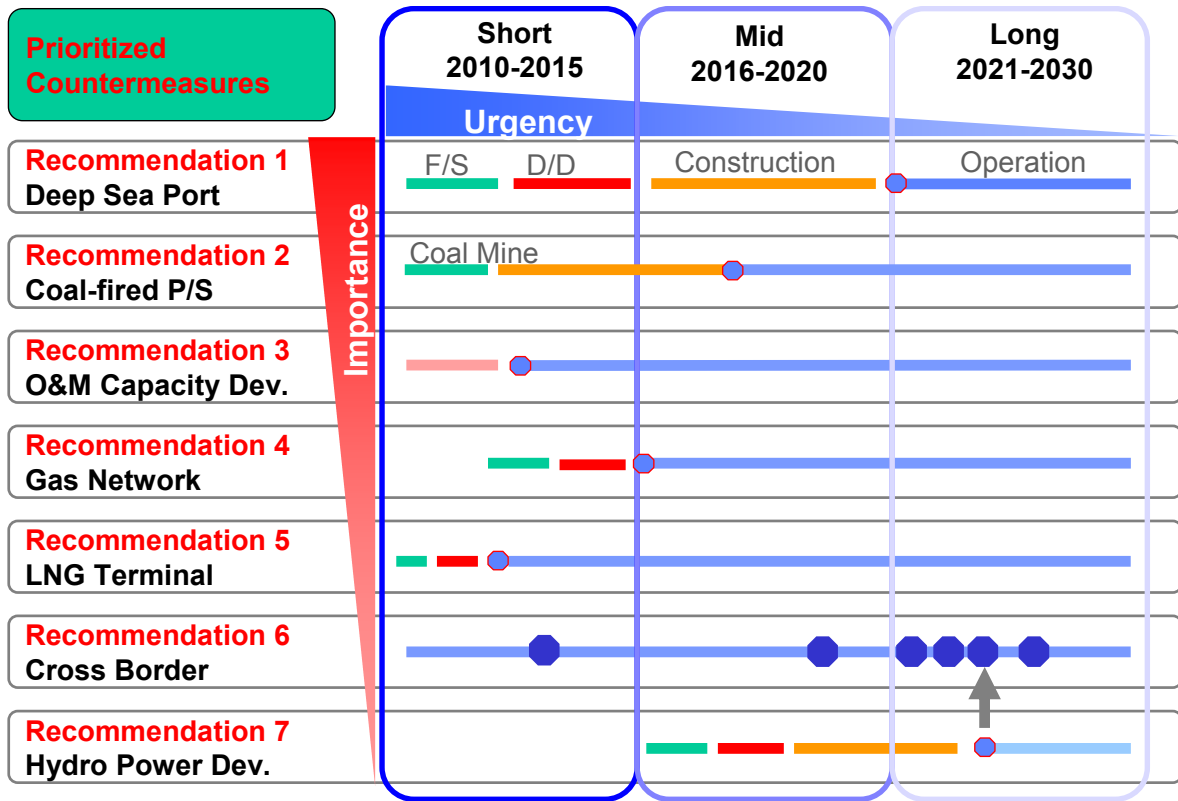 Prioritized
Countermeasures
Short
2010-2015
Mid
2016-2020
Long
2021-2030
Urgency
Importance
Recommendation 1
Deep Sea Port
F/S
D/D
Construction
Operation
Recommendation 2
Coal-fired P/S
Coal Mine
Recommendation 3
O&M Capacity Dev.
Recommendation 4
Gas Network
Recommendation 5
LNG Terminal
Recommendation 6
Cross Border
Recommendation 7
Hydro Power Dev.